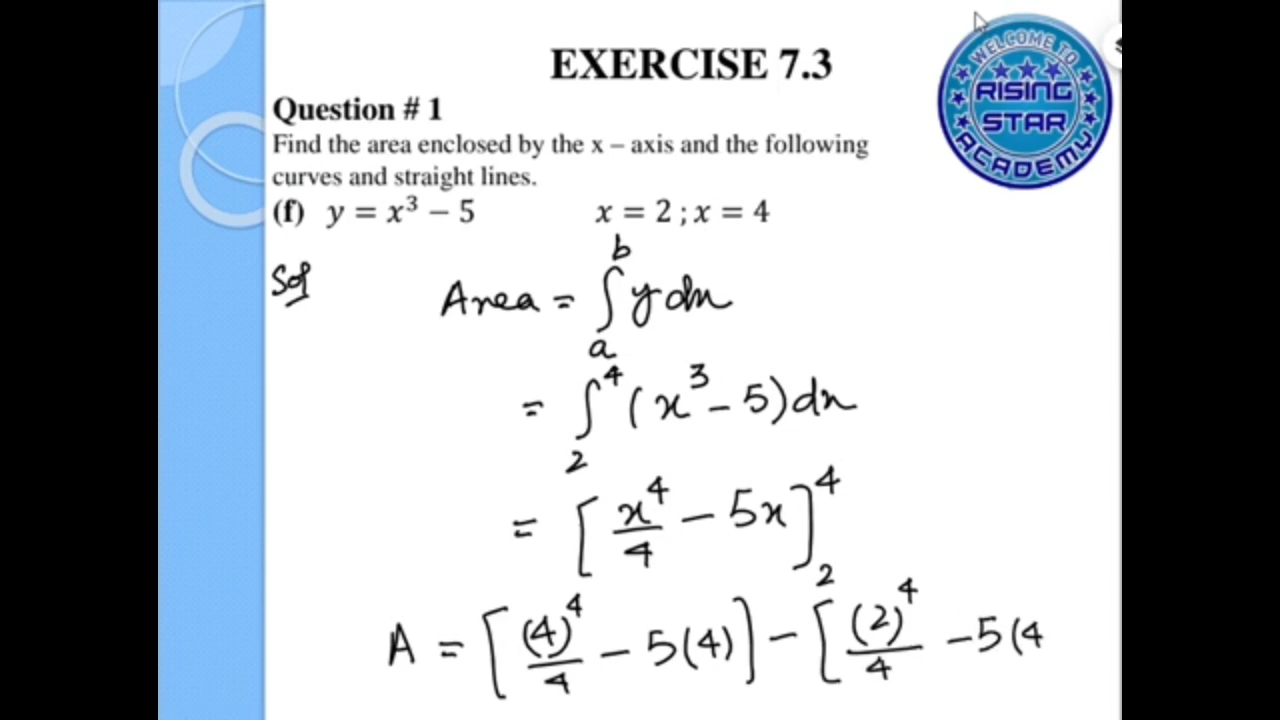 EXERCISE 7.3
WELCOME TO
RISING
STAR
ACADEMY
Question # 1
Find the area enclosed by the x – axis and the following
curves and straight lines.
(f) y = x³ − 5 x = 2 ; x = 4
Sol
Area = ∫ₐᵇ y dx
= ∫₂⁴ (x³ − 5) dx
= [x⁴/4 − 5x]₂⁴
A = [(4)⁴/4 − 5(4)] − [(2)⁴/4 − 5(4